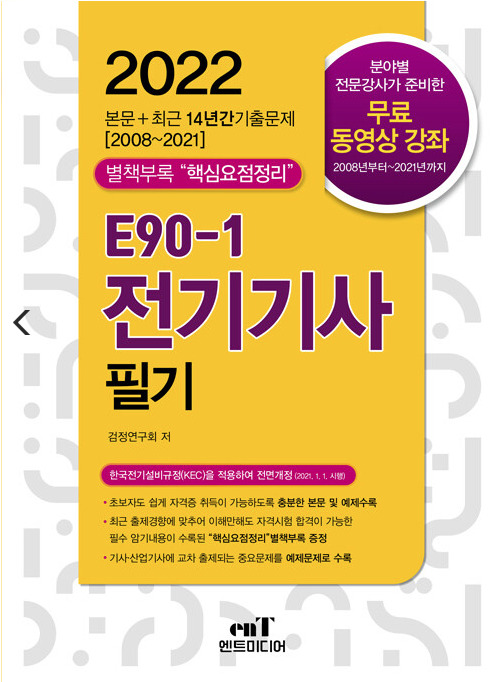 2022
본문 + 최근 14년간기출문제
[2008~2021]
별책부록 “핵심요점정리”
분야별
전문강사가 준비한
무료
동영상 강좌
2008년부터~2021년까지
E90-1
전기기사
필기
검정연구회 저
한국전기설비규정(KEC)을 적용하여 전면개정 (2021. 1. 1. 시행)
· 초보자도 쉽게 자격증 취득이 가능하도록 충분한 본문 및 예제수록
· 최근 출제경향에 맞추어 이해만해도 자격시험 합격이 가능한
필수 암기내용이 수록된 “핵심요점정리”별책부록 증정
· 기사·산업기사에 교차 출제되는 중요문제를 예제문제로 수록
enT
엔트미디어